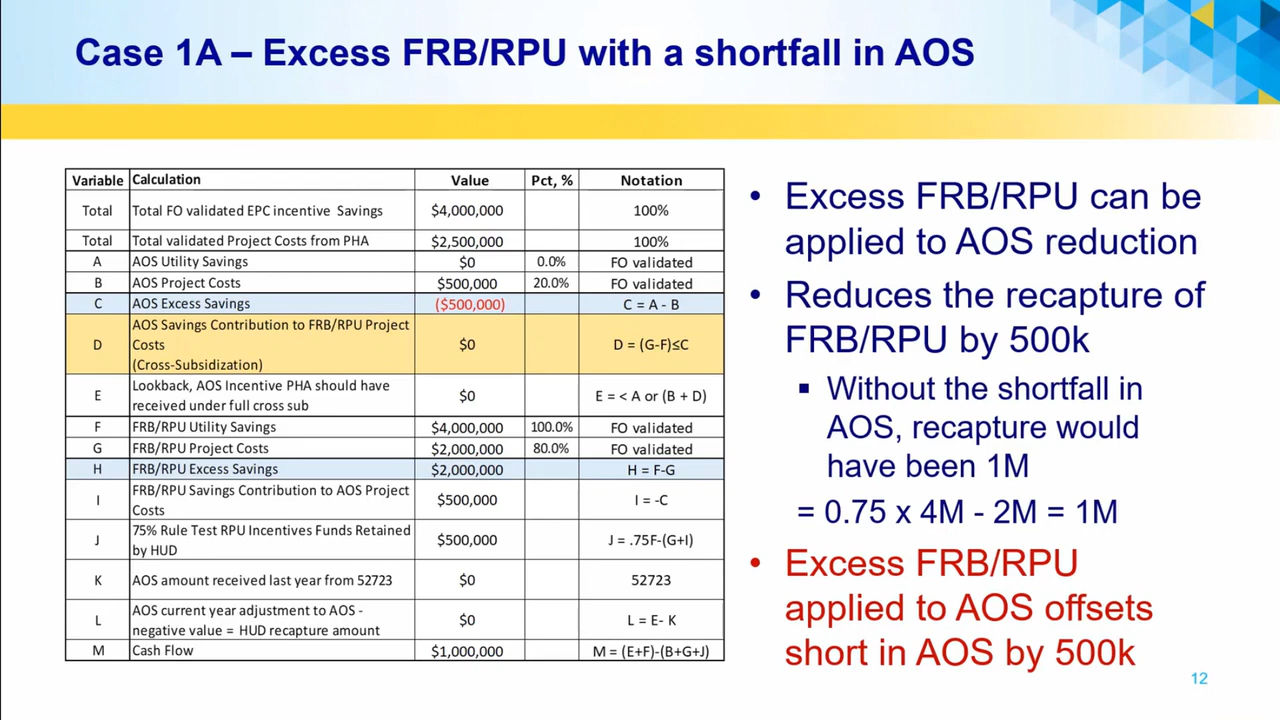 Case 1A – Excess FRB/RPU with a shortfall in AOS
Variable Calculation Value Pct, % Notation
Total Total FO validated EPC incentive Savings $4,000,000 100%
Total Total validated Project Costs from PHA $2,500,000 100%
A AOS Utility Savings $0 0.0% FO validated
B AOS Project Costs $500,000 20.0% FO validated
C AOS Excess Savings ($500,000) C = A - B
D AOS Savings Contribution to FRB/RPU Project
Costs
(Cross-Subsidization) $0 D = (G-F)≤C
E Lookback, AOS Incentive PHA should have
received under full cross sub $0 E = < A or (B + D)
F FRB/RPU Utility Savings $4,000,000 100.0% FO validated
G FRB/RPU Project Costs $2,000,000 80.0% FO validated
H FRB/RPU Excess Savings $2,000,000 H = F-G
I FRB/RPU Savings Contribution to AOS Project
Costs $500,000 I = -C
J 75% Rule Test RPU Incentives Funds Retained
by HUD $500,000 J = .75F-(G+I)
K AOS amount received last year from 52723 $0 52723
L AOS current year adjustment to AOS -
negative value = HUD recapture amount $0 L = E- K
M Cash Flow $1,000,000 M = (E+F)-(B+G+J)
• Excess FRB/RPU can be
applied to AOS reduction
• Reduces the recapture of
FRB/RPU by 500k
▪ Without the shortfall in
AOS, recapture would
have been 1M
= 0.75 x 4M - 2M = 1M
• Excess FRB/RPU
applied to AOS offsets
short in AOS by 500k
12